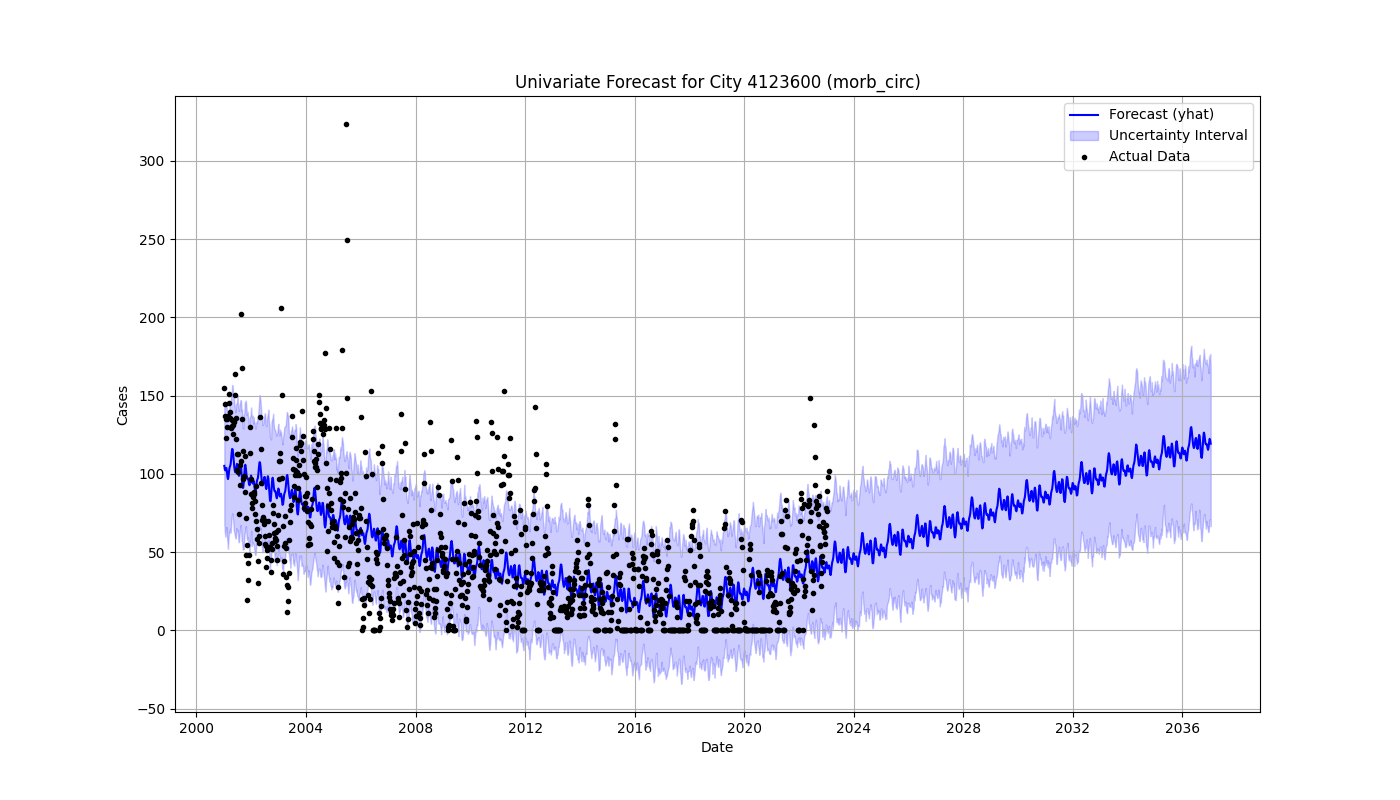 Univariate Forecast for City 4123600 (morb_circ)
Forecast (yhat)
Uncertainty Interval
Actual Data
Cases
300
250
200
150
100
50
0
−50
2000 2004 2008 2012 2016 2020 2024 2028 2032 2036
Date